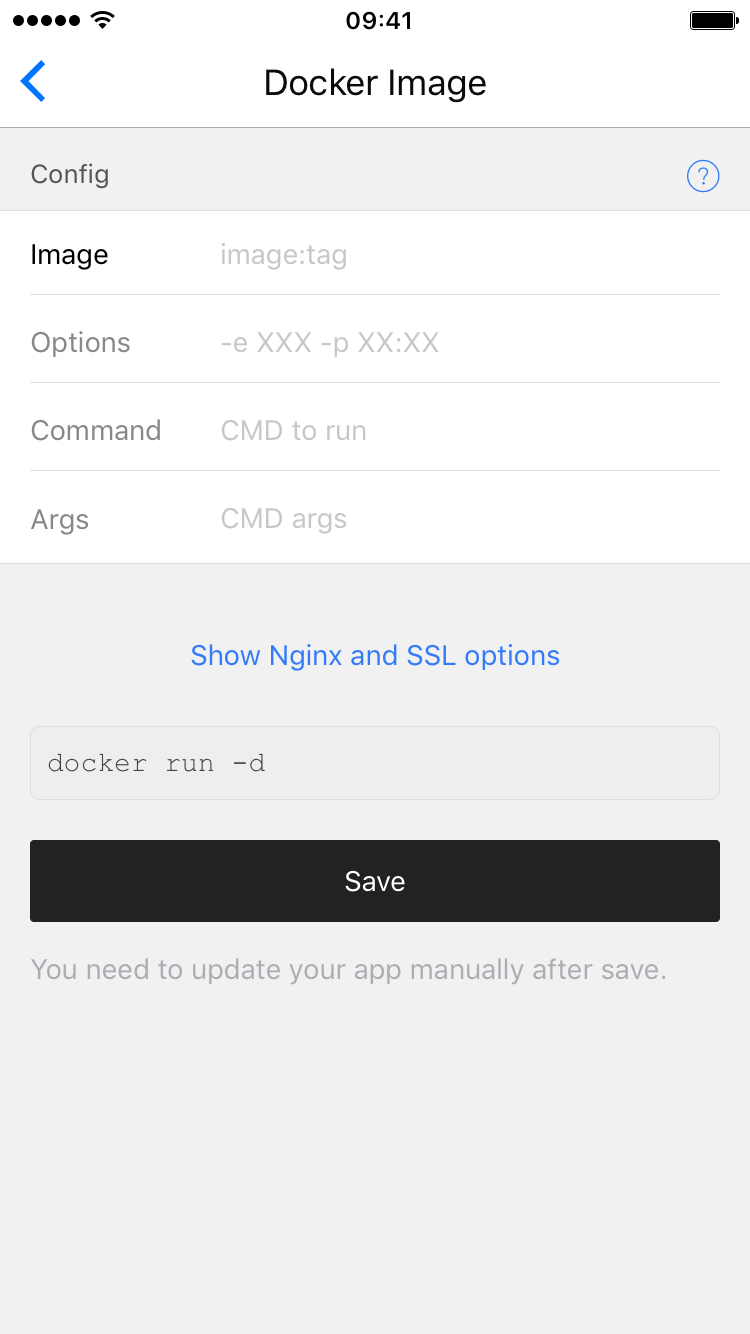 09:41
Docker Image
Config ?
Image image:tag
Options -e XXX -p XX:XX
Command CMD to run
Args CMD args
Show Nginx and SSL options
docker run -d
Save
You need to update your app manually after save.